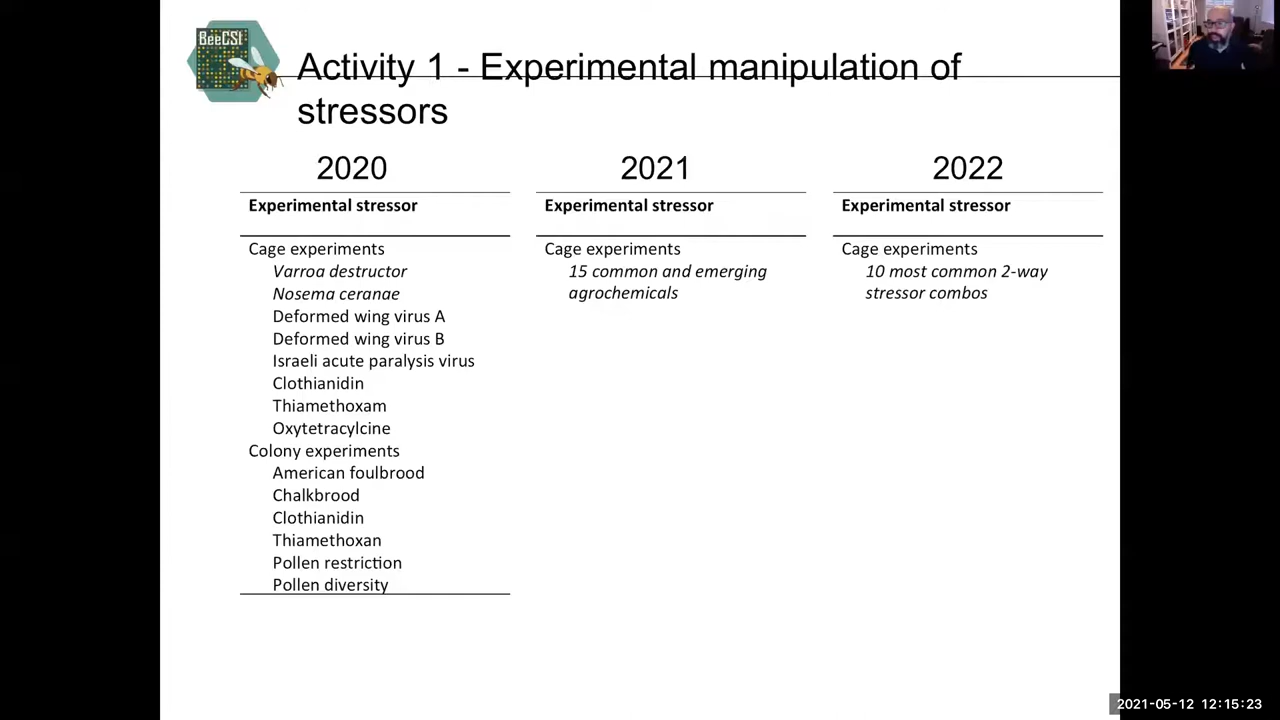 BeeCSI
Activity 1 - Experimental manipulation of
stressors
2020
Experimental stressor
Cage experiments
Varroa destructor
Nosema ceranae
Deformed wing virus A
Deformed wing virus B
Israeli acute paralysis virus
Clothianidin
Thiamethoxam
Oxytetracylcine
Colony experiments
American foulbrood
Chalkbrood
Clothianidin
Thiamethoxan
Pollen restriction
Pollen diversity
2021
Experimental stressor
Cage experiments
15 common and emerging
agrochemicals
2022
Experimental stressor
Cage experiments
10 most common 2-way
stressor combos
2021-05-12 12:15:23